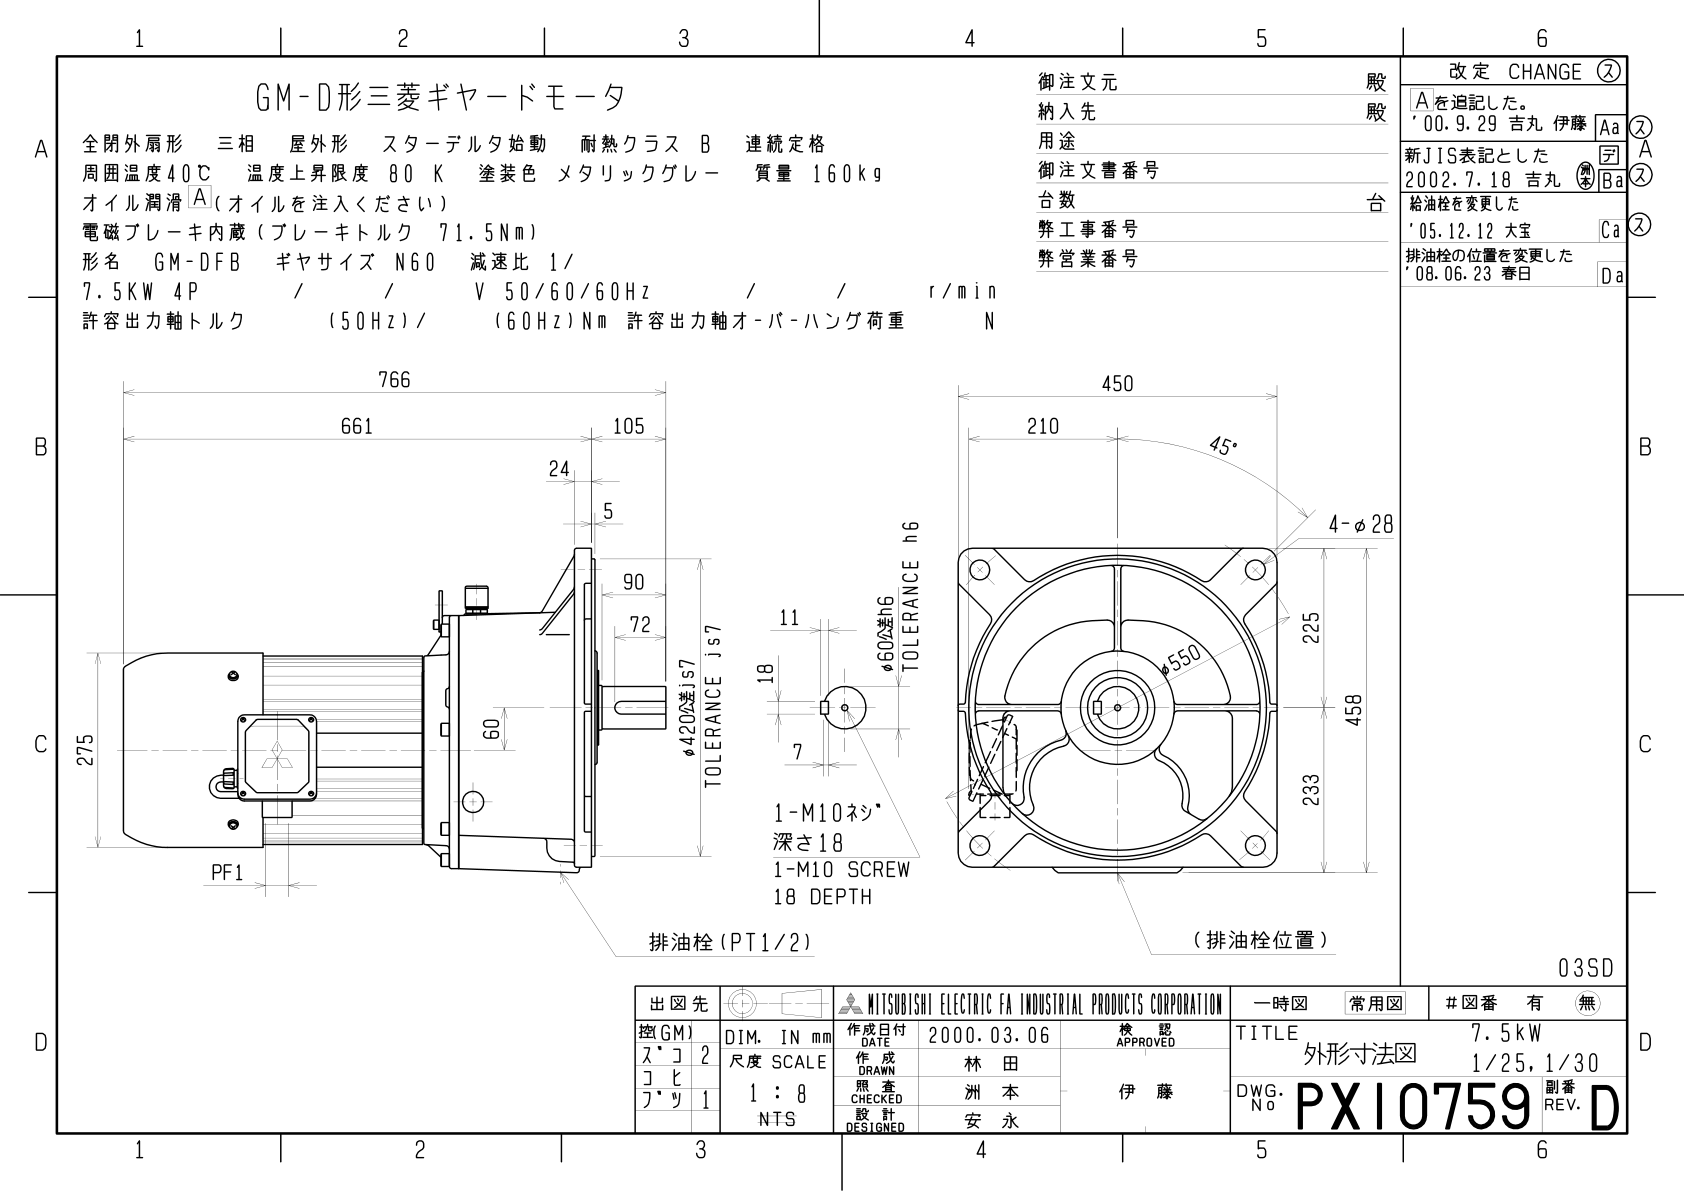 1 2 3 4 5 6
GM-D形三菱ギヤードモータ
全閉外扇形 三相 屋外形 スターデルタ始動 耐熱クラス B 連続定格
周囲温度40℃ 温度上昇限度 80 K 塗装色 メタリックグレー 質量 160kg
オイル潤滑 A (オイルを注入ください)
電磁ブレーキ内蔵(ブレーキトルク 71.5Nm)
形名 GM-DFB ギヤサイズ N60 減速比 1/
7.5KW 4P / / V 50/60/60Hz / / r/min
許容出力軸トルク (50Hz)/ (60Hz)Nm 許容出力軸オ-バ-ハング荷重 N
御注文元 殿
納入先 殿
用途
御注文書番号
台数 台
弊工事番号
弊営業番号
改定 CHANGE ス
Aを追記した。
'00.9.29 吉丸 伊藤 Aa ス
新JIS表記とした デ
2002.7.18 吉丸 洲本 Ba ス
給油栓を変更した
'05.12.12 大宝 Ca ス
排油栓の位置を変更した
'08.06.23 春日 Da
A
B
C
D
A
B
C
D
766
661
105
24
5
90
72
60
275
PF1
φ420公差js7
TOLERANCE js7
排油栓(PT1/2)
11
18
7
φ60公差h6
TOLERANCE h6
1-M10ネジ
深さ18
1-M10 SCREW
18 DEPTH
450
210
45°
4-φ28
φ550
225
458
233
(排油栓位置)
03SD
出図先
控(GM)
ズコ 2
コヒ
ブツ 1
DIM. IN mm
尺度 SCALE
1 : 8
NTS
MITSUBISHI ELECTRIC FA INDUSTRIAL PRODUCTS CORPORATION
作成日付
DATE
2000.03.06
作成
DRAWN
林田
照査
CHECKED
洲本
設計
DESIGNED
安永
検認
APPROVED
伊藤
一時図 常用図 #図番 有 無
TITLE
外形寸法図
7.5kW
1/25,1/30
DWG.
No
PX10759
副番
REV.
D
1 2 3 4 5 6